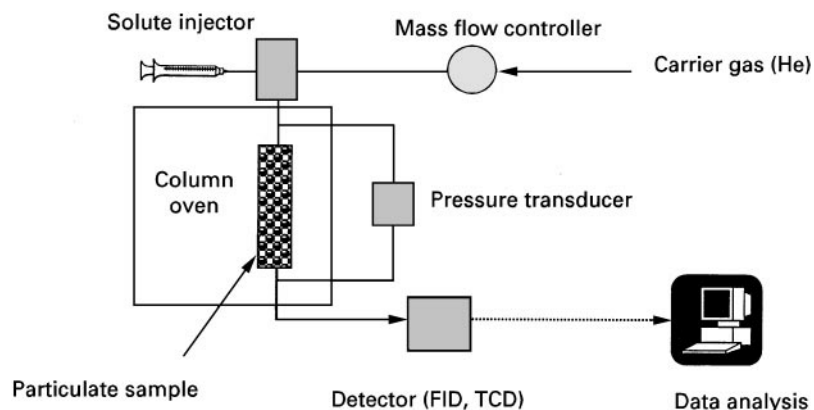 Solute injector
Mass flow controller
Carrier gas (He)
Column
oven
Pressure transducer
Particulate sample
Detector (FID, TCD)
Data analysis